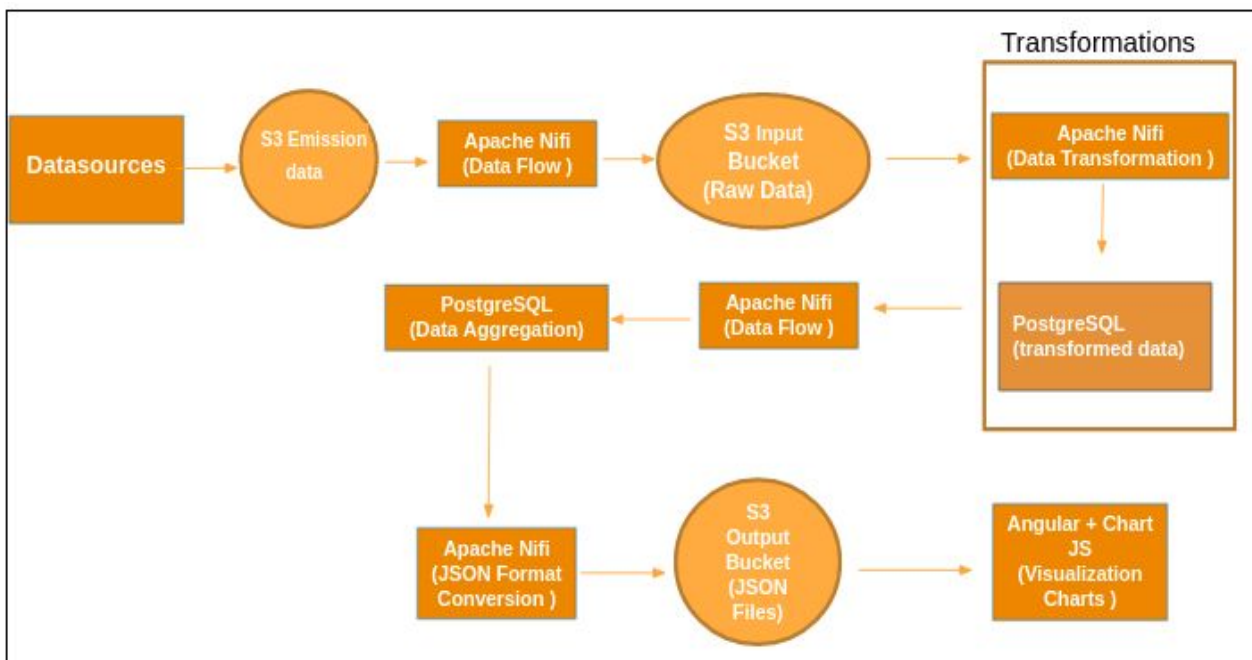 Transformations
Datasources
S3 Emission
data
Apache Nifi
(Data Flow )
S3 Input
Bucket
(Raw Data)
Apache Nifi
(Data Transformation )
PostgreSQL
(transformed data)
Apache Nifi
(Data Flow )
PostgreSQL
(Data Aggregation)
Apache Nifi
(JSON Format
Conversion )
S3
Output
Bucket
(JSON
Files)
Angular + Chart
JS
(Visualization
Charts )